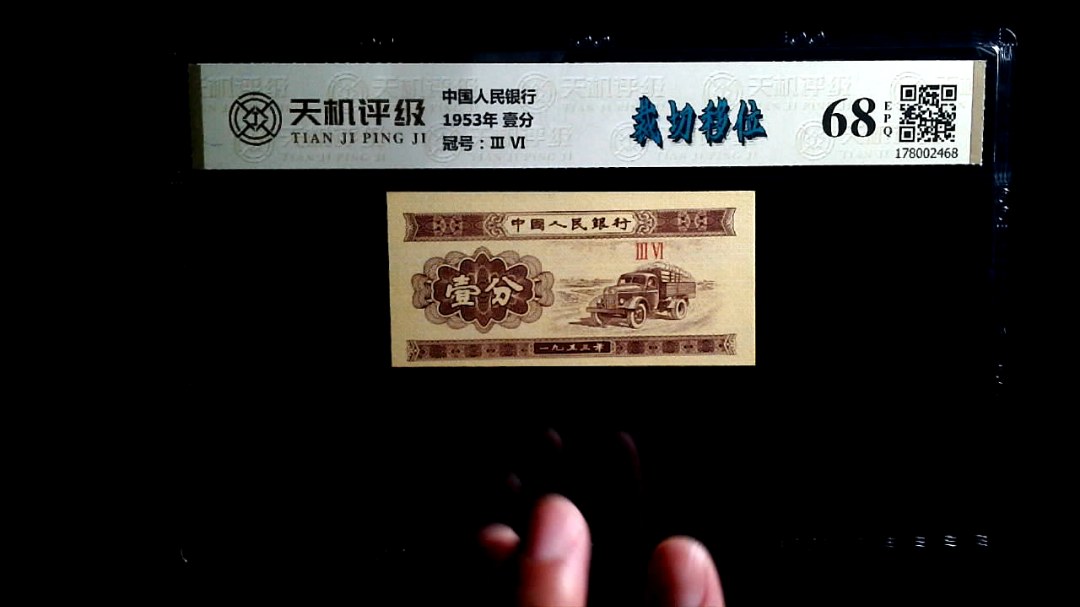 天机评级
TIAN JI PING JI
中国人民银行
1953年 壹分
冠号：Ⅲ Ⅵ
裁切移位
68
EPQ
178002468
中國人民銀行
Ⅲ Ⅵ
壹分
一九五三年